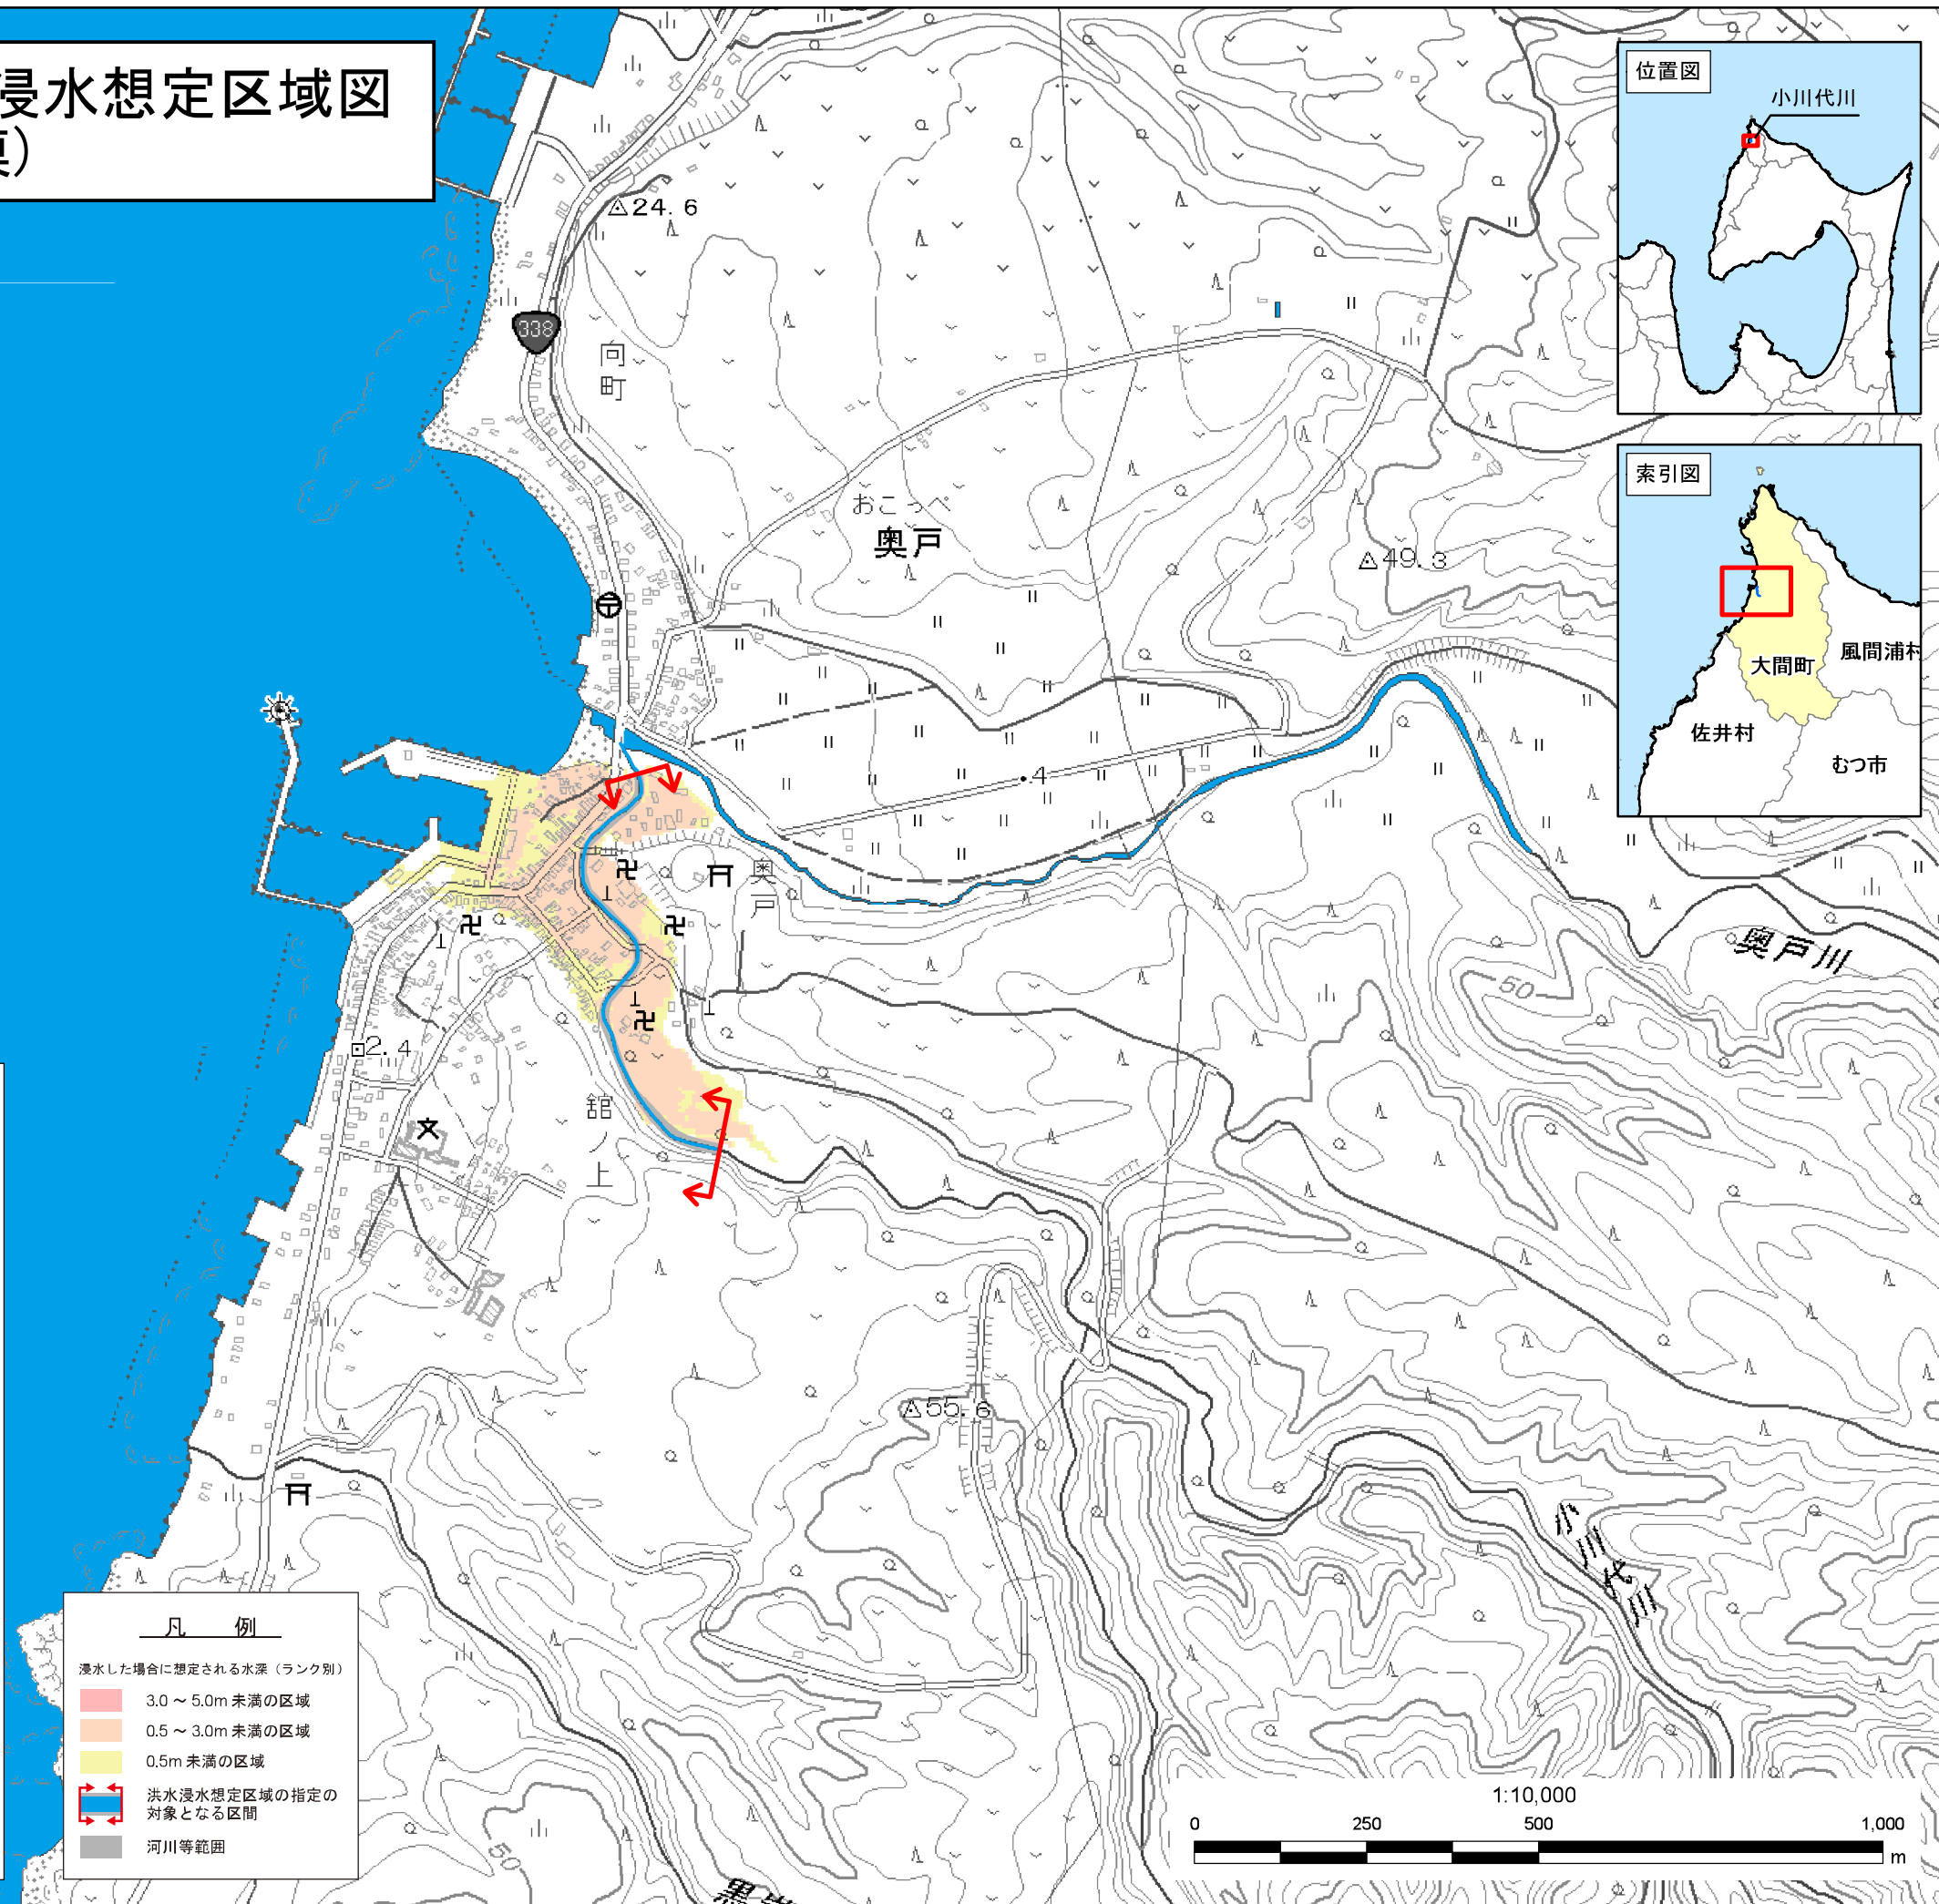 浸水想定区域図
位置図
小川代川
24.6
338
向町
索引図
おこっぺ
奥戸
49.3
大間町
風間浦村
佐井村
むつ市
4
奥戸
奥戸川
50
2.4
舘ノ上
55.6
小川代川
凡 例
浸水した場合に想定される水深（ランク別）
3.0 ～ 5.0m 未満の区域
0.5 ～ 3.0m 未満の区域
0.5m 未満の区域
洪水浸水想定区域の指定の
対象となる区間
河川等範囲
50
1:10,000
0 250 500 1,000
m